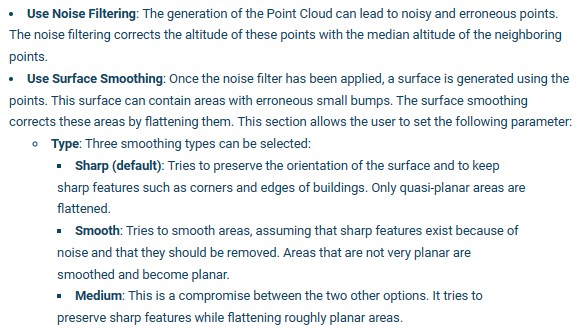 • Use Noise Filtering: The generation of the Point Cloud can lead to noisy and erroneous points.
The noise filtering corrects the altitude of these points with the median altitude of the neighboring
points.
• Use Surface Smoothing: Once the noise filter has been applied, a surface is generated using the
points. This surface can contain areas with erroneous small bumps. The surface smoothing
corrects these areas by flattening them. This section allows the user to set the following parameter:
◦ Type: Three smoothing types can be selected:
▪ Sharp (default): Tries to preserve the orientation of the surface and to keep
sharp features such as corners and edges of buildings. Only quasi-planar areas are
flattened.
▪ Smooth: Tries to smooth areas, assuming that sharp features exist because of
noise and that they should be removed. Areas that are not very planar are
smoothed and become planar.
▪ Medium: This is a compromise between the two other options. It tries to
preserve sharp features while flattening roughly planar areas.